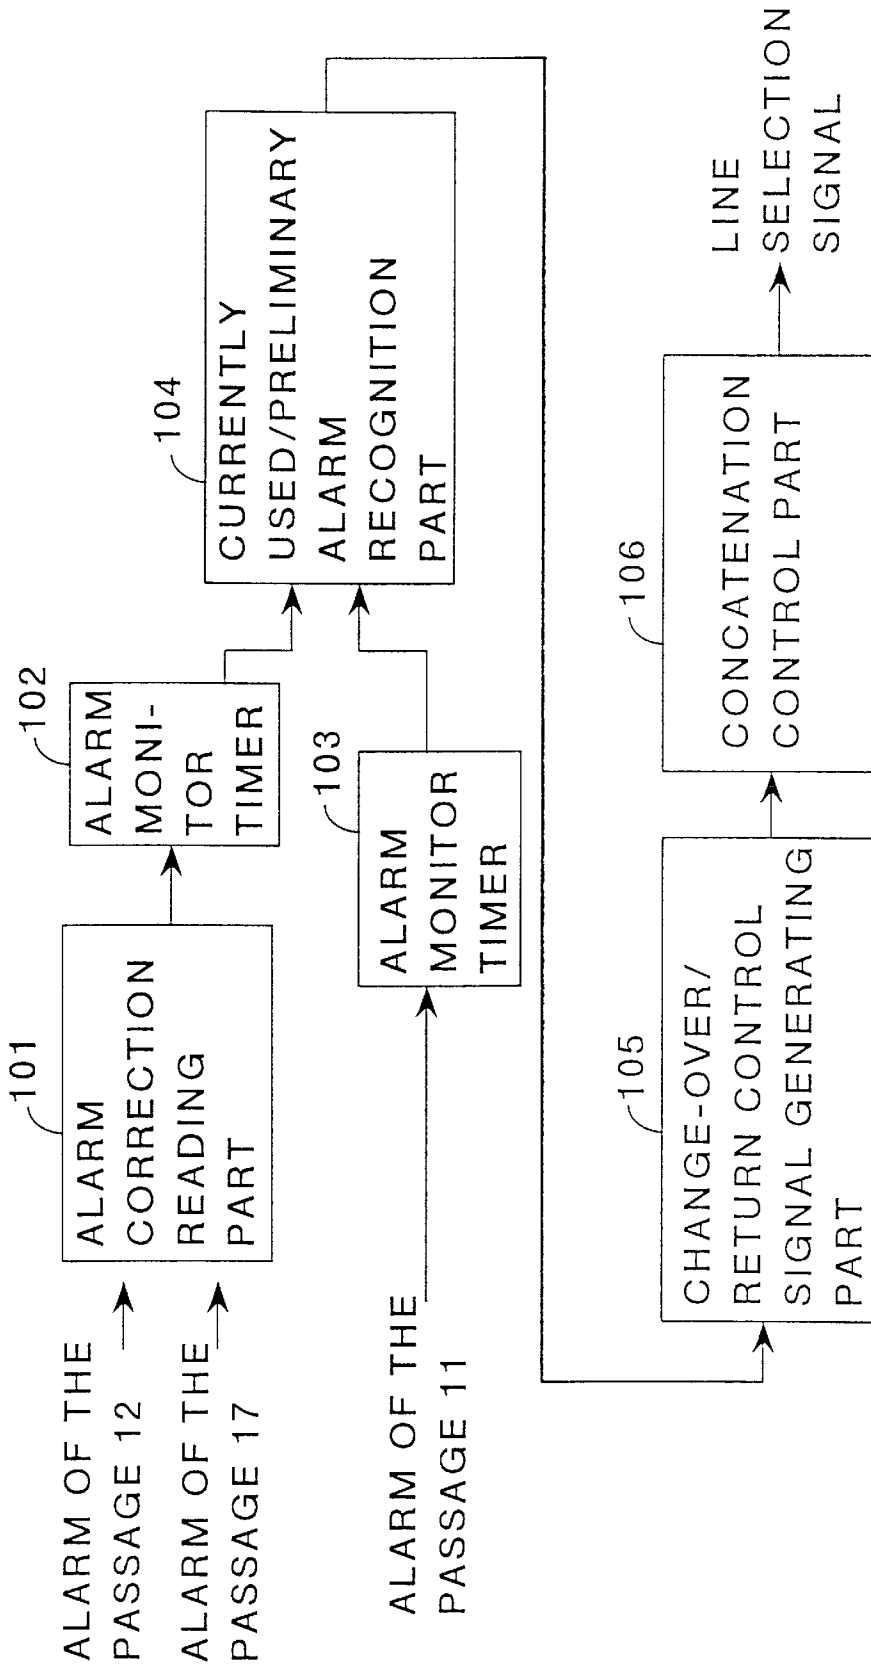 ALARM OF THE
PASSAGE 12
ALARM OF THE
PASSAGE 17
101
ALARM
CORRECTION
READING
PART
102
ALARM
MONI-
TOR
TIMER
ALARM OF THE
PASSAGE 11
103
ALARM
MONITOR
TIMER
104
CURRENTLY
USED/PRELIMINARY
ALARM
RECOGNITION
PART
105
CHANGE-OVER/
RETURN CONTROL
SIGNAL GENERATING
PART
106
CONCATENATION
CONTROL PART
LINE
SELECTION
SIGNAL